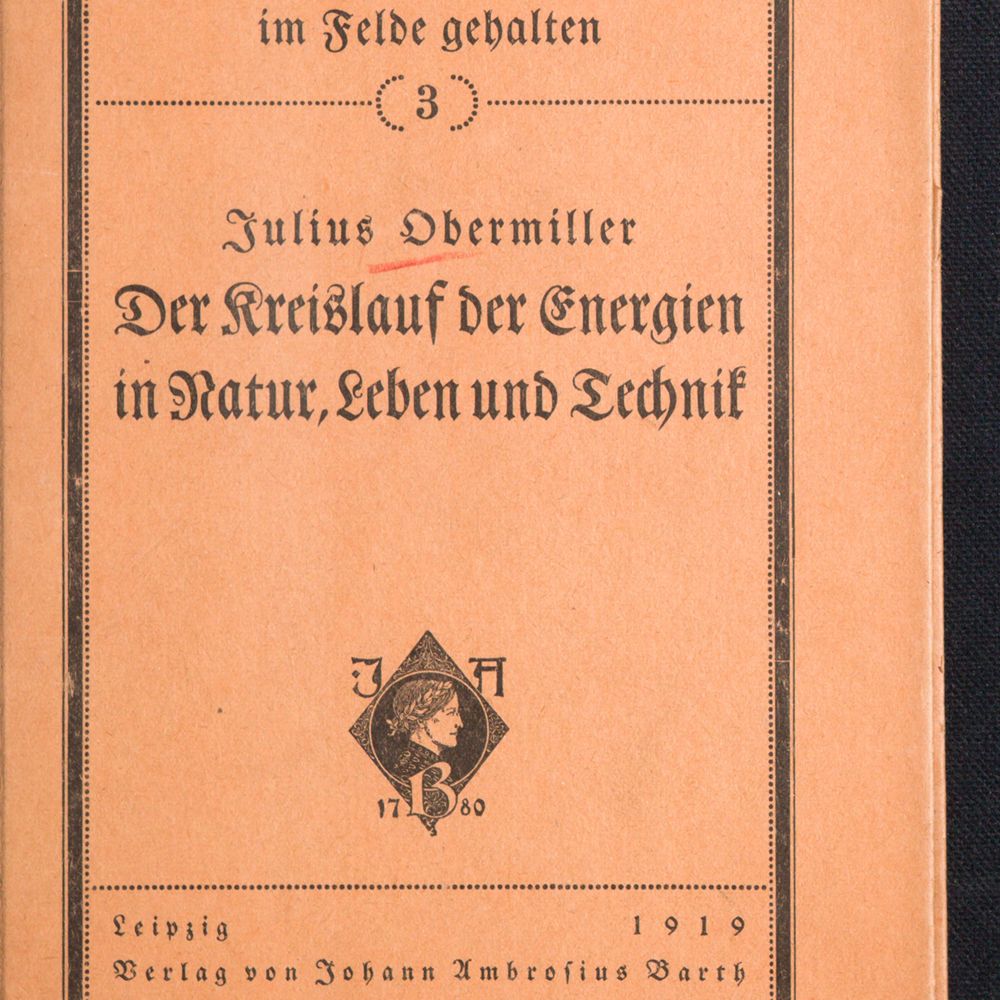 im Felde gehalten
3
Julius Obermiller
Der Kreislauf der Energien
in Natur, Leben und Technik
J A
B
17 80
Leipzig 1919
Verlag von Johann Ambrosius Barth